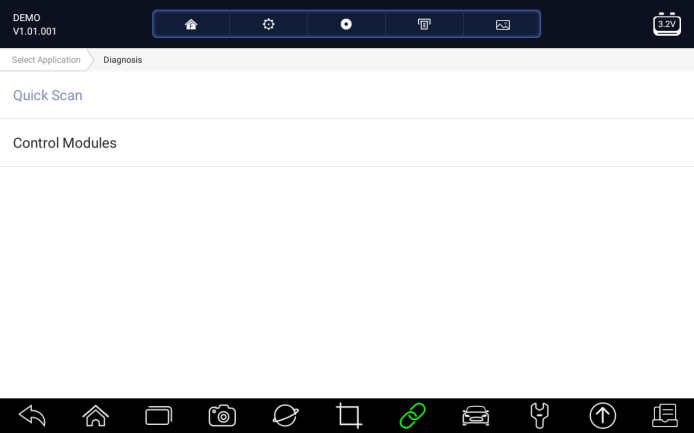 DEMO
V1.01.001
3.2V
Select Application
Diagnosis
Quick Scan
Control Modules